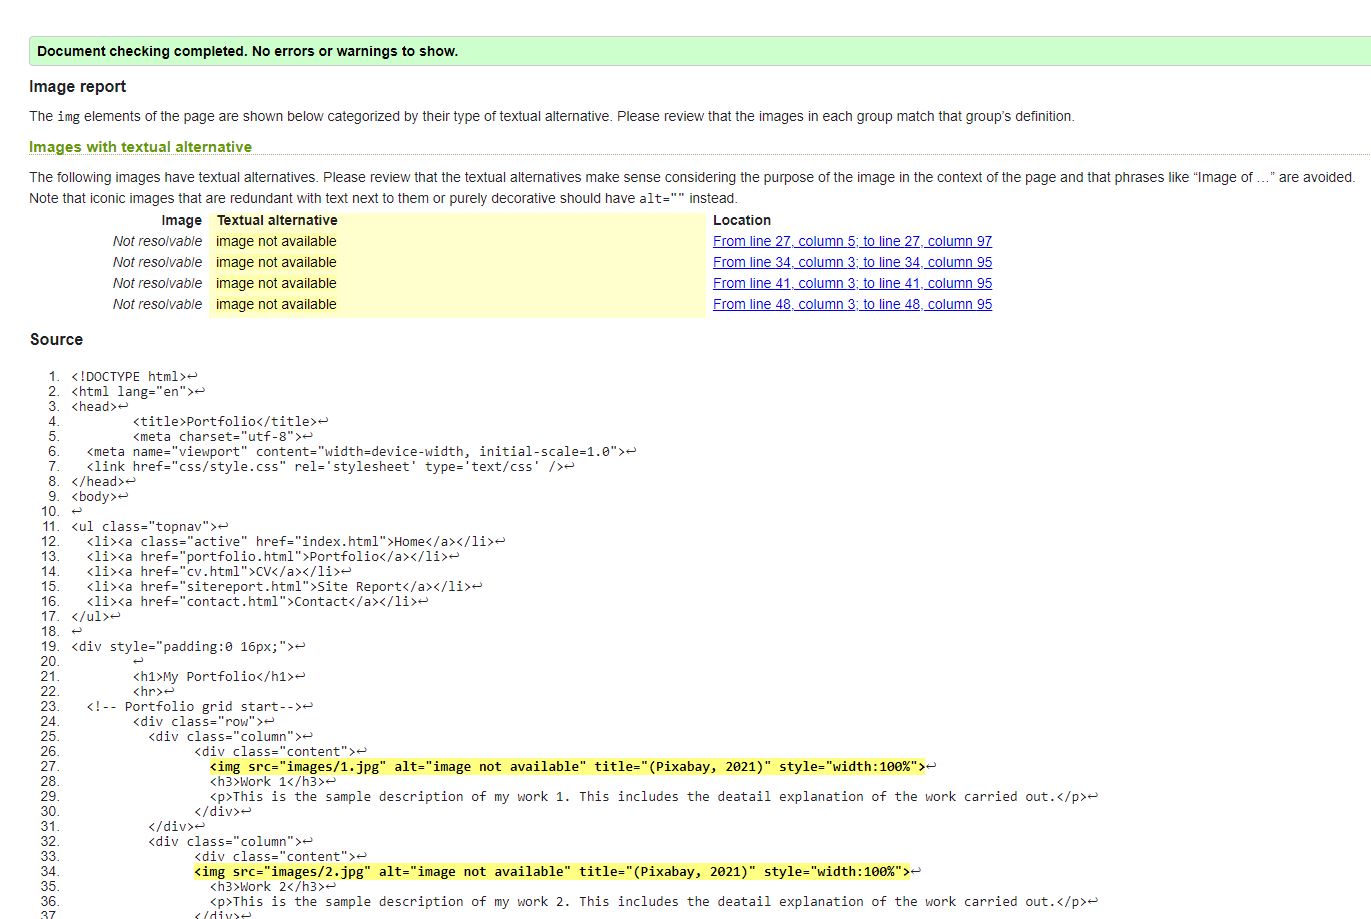 Document checking completed. No errors or warnings to show.
Image report
The img elements of the page are shown below categorized by their type of textual alternative. Please review that the images in each group match that group's definition.
Images with textual alternative
The following images have textual alternatives. Please review that the textual alternatives make sense considering the purpose of the image in the context of the page and that phrases like “Image of …” are avoided.
Note that iconic images that are redundant with text next to them or purely decorative should have alt="" instead.
Image Textual alternative Location
Not resolvable image not available From line 27, column 5; to line 27, column 97
Not resolvable image not available From line 34, column 3; to line 34, column 95
Not resolvable image not available From line 41, column 3; to line 41, column 95
Not resolvable image not available From line 48, column 3; to line 48, column 95
Source
1. <!DOCTYPE html>↩
2. <html lang="en">↩
3. <head>↩
4. <title>Portfolio</title>↩
5. <meta charset="utf-8">↩
6. <meta name="viewport" content="width=device-width, initial-scale=1.0">↩
7. <link href="css/style.css" rel='stylesheet' type='text/css' />↩
8. </head>↩
9. <body>↩
10. ↩
11. <ul class="topnav">↩
12. <li><a class="active" href="index.html">Home</a></li>↩
13. <li><a href="portfolio.html">Portfolio</a></li>↩
14. <li><a href="cv.html">CV</a></li>↩
15. <li><a href="sitereport.html">Site Report</a></li>↩
16. <li><a href="contact.html">Contact</a></li>↩
17. </ul>↩
18. ↩
19. <div style="padding:0 16px;">↩
20. ↩
21. <h1>My Portfolio</h1>↩
22. <hr>↩
23. <!-- Portfolio grid start-->↩
24. <div class="row">↩
25. <div class="column">↩
26. <div class="content">↩
27. <img src="images/1.jpg" alt="image not available" title="(Pixabay, 2021)" style="width:100%">↩
28. <h3>Work 1</h3>↩
29. <p>This is the sample description of my work 1. This includes the deatail explanation of the work carried out.</p>↩
30. </div>↩
31. </div>↩
32. <div class="column">↩
33. <div class="content">↩
34. <img src="images/2.jpg" alt="image not available" title="(Pixabay, 2021)" style="width:100%">↩
35. <h3>Work 2</h3>↩
36. <p>This is the sample description of my work 2. This includes the deatail explanation of the work carried out.</p>↩
37. </div>↩